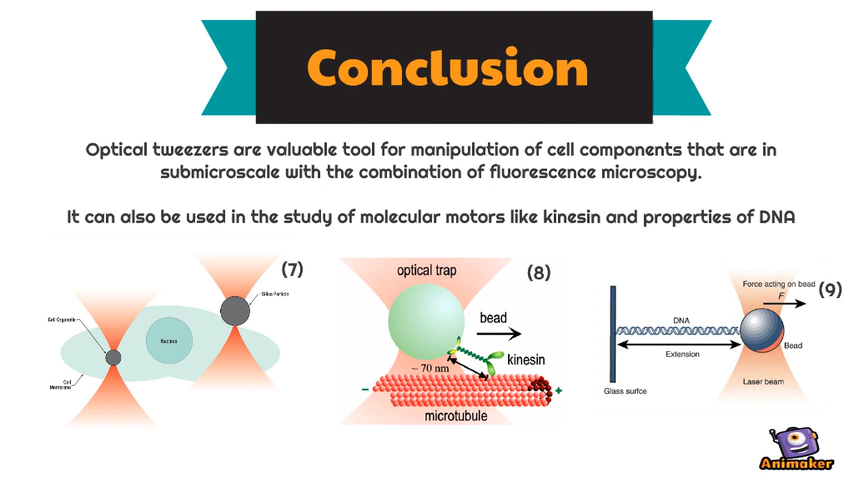 Conclusion
Optical tweezers are valuable tool for manipulation of cell components that are in
submicroscale with the combination of fluorescence microscopy.
It can also be used in the study of molecular motors like kinesin and properties of DNA
(7)
Silica Particle
Cell Organelle
Nucleus
Cell
Membrane
(8)
optical trap
bead
kinesin
~ 70 nm
–
+
microtubule
(9)
Force acting on bead
F
DNA
Extension
Bead
Laser beam
Glass surfce
Animaker